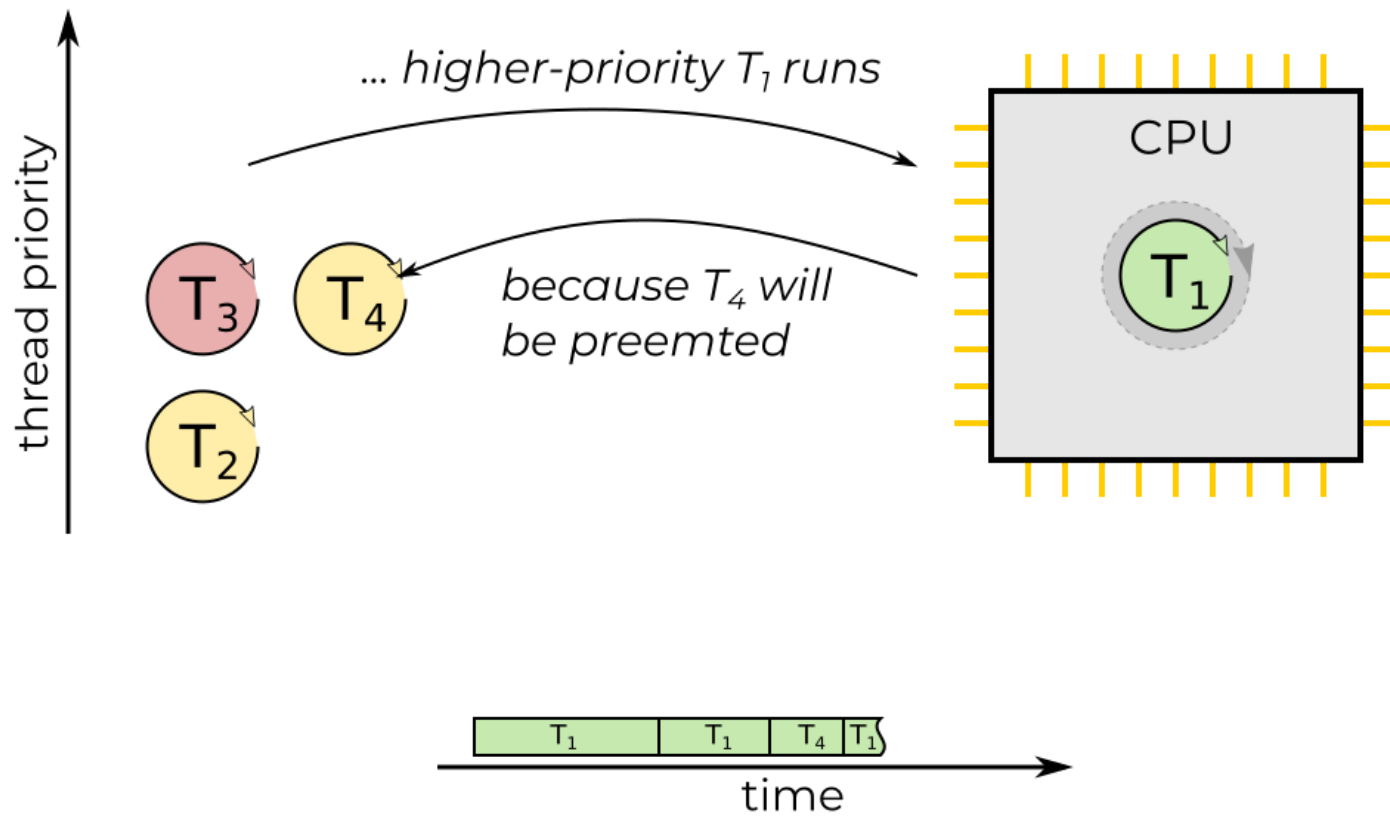 ... higher-priority T₁ runs
CPU
thread priority
T₃
T₄
because T₄ will
be preemted
T₁
T₂
T₁ T₁ T₄ T₁
time